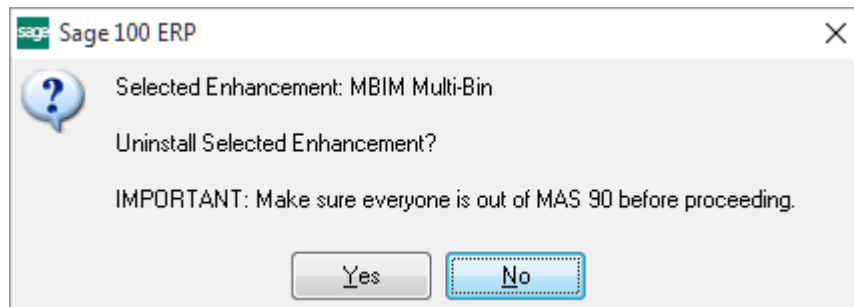 sage Sage 100 ERP
Selected Enhancement: MBIM Multi-Bin
Uninstall Selected Enhancement?
IMPORTANT: Make sure everyone is out of MAS 90 before proceeding.
Yes No